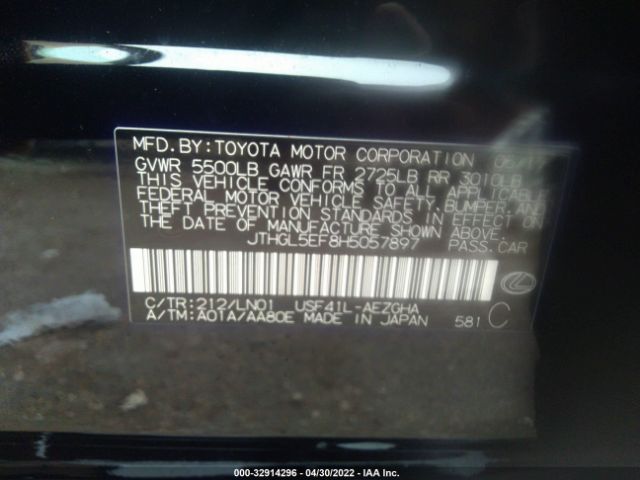 MFD.BY:TOYOTA MOTOR CORPORATION 06/17
GVWR 5500LB GAWR FR 2725LB RR 3010LB
THIS VEHICLE CONFORMS TO ALL APPLICABLE
FEDERAL MOTOR VEHICLE SAFETY, BUMPER, AND
THEFT PREVENTION STANDARDS IN EFFECT ON
THE DATE OF MANUFACTURE SHOWN ABOVE.
JTHGL5EF8H5057897 PASS.CAR
C/TR:212/LN01 USF41L-AEZGHA
A/TM:A01A/AA80E MADE IN JAPAN 581 C
000-32914296 - 04/30/2022 - IAA Inc.